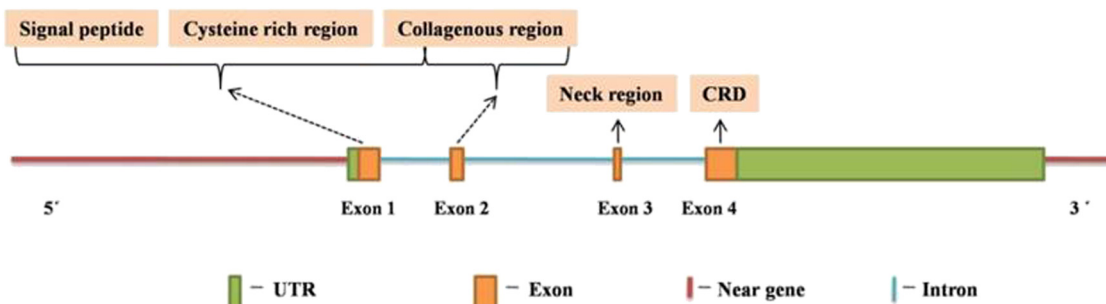 Signal peptide Cysteine rich region Collagenous region
Neck region CRD
5´ Exon 1 Exon 2 Exon 3 Exon 4 3 ´
– UTR – Exon – Near gene – Intron